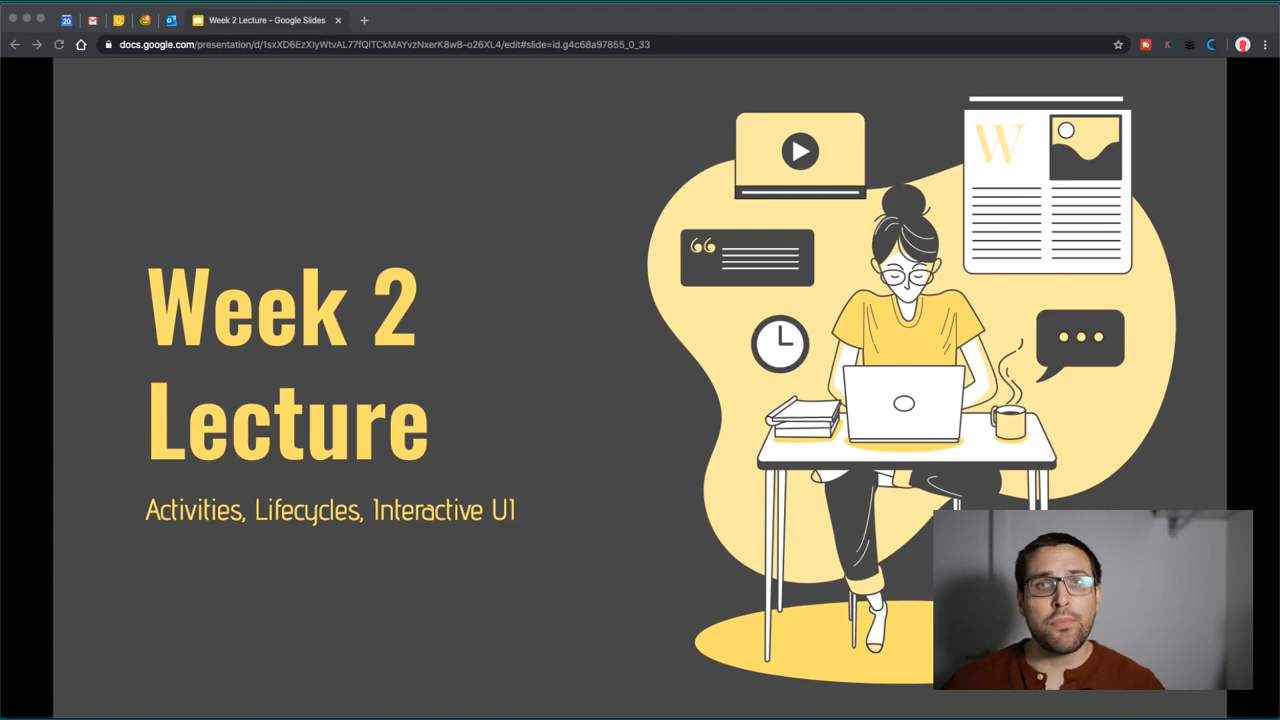 20
Week 2 Lecture - Google Slides
docs.google.com/presentation/d/1sxXD6EzXIyWtvAL77fQlTCkMAYvzNxerK8wB-o26XL4/edit#slide=id.g4c68a97855_0_33
K
W
“
Week 2
Lecture
Activities, Lifecycles, Interactive UI